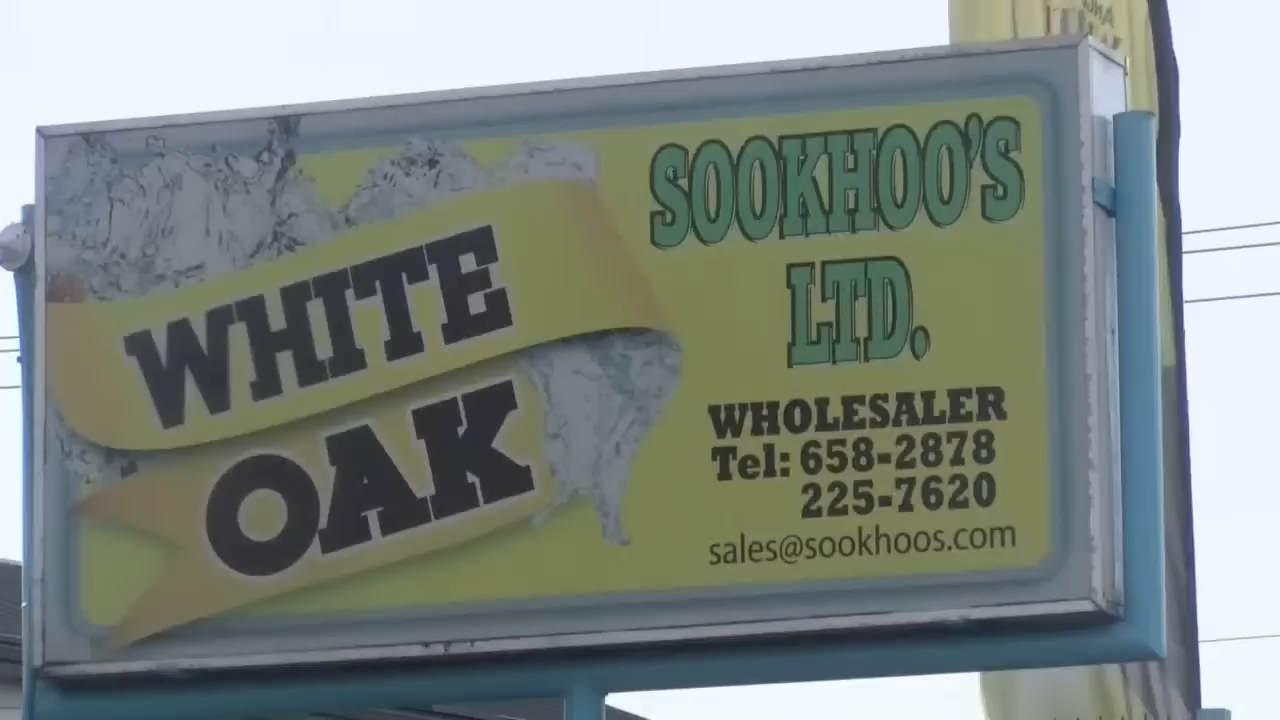 WHITE
OAK
SOOKHOO'S
LTD.
WHOLESALER
Tel: 658-2878
225-7620
sales@sookhoos.com